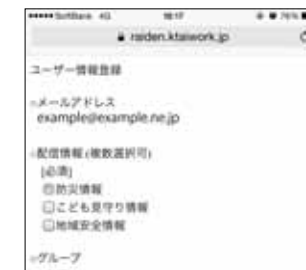 ●●●●● SoftBank 4G 18:17 76%
raiden.ktaiwork.jp
ユーザー情報登録
○メールアドレス
example@example.ne.jp
○配信情報(複数選択可)
[必須]
防災情報
こども見守り情報
地域安全情報
○グループ